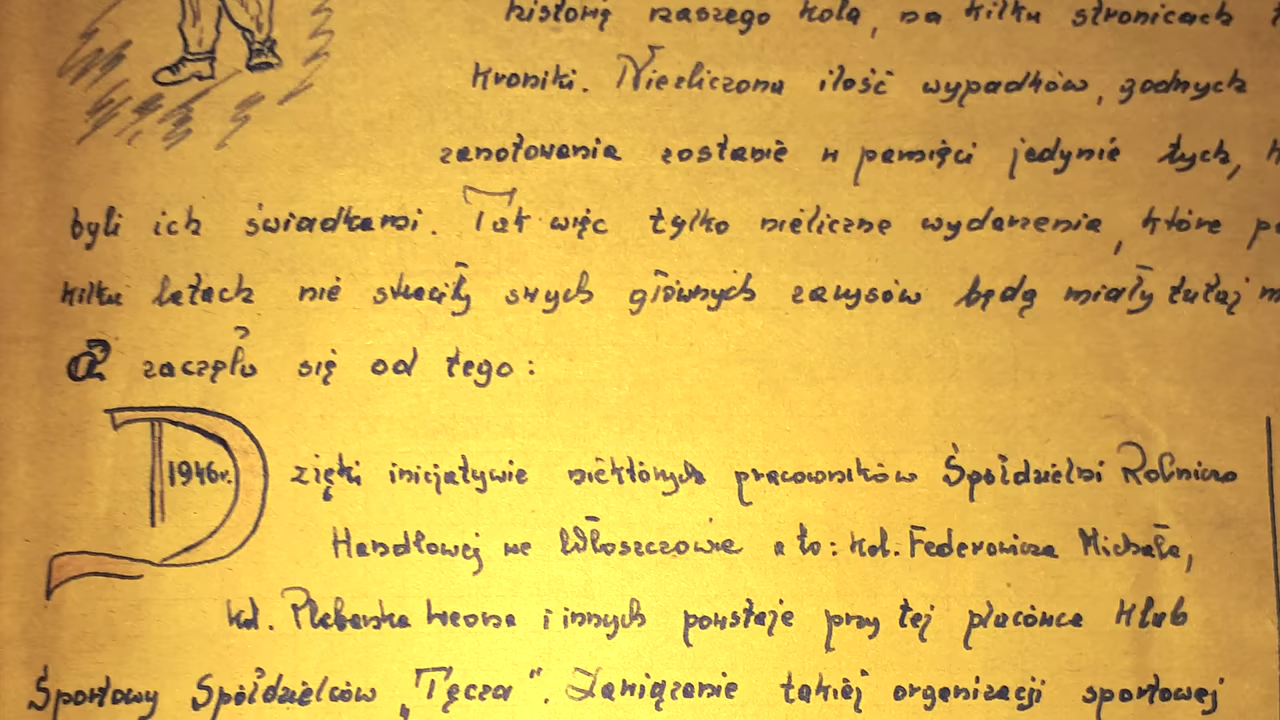 historię naszego koła, na kilku stronicach
Kroniki. Niezliczona ilość wypadków, godnych
zanotowania zostanie w pamięci jedynie tych,
byli ich świadkami. Tak więc tylko nieliczne wydarzenia, które
kilku latach nie straciły swych głównych zarysów będą miały tutaj
A zaczęło się od tego:
1946r.
Dzięki inicjatywie niektórych pracowników Spółdzielni Rolniczo
Handlowej we Włoszczowie a to: kol. Federowicza Michała,
kol. Plebanka Leona i innych powstaje przy tej placówce Klub
Sportowy Spółdzielców „Tęcza". Zawiązanie takiej organizacji sportowej